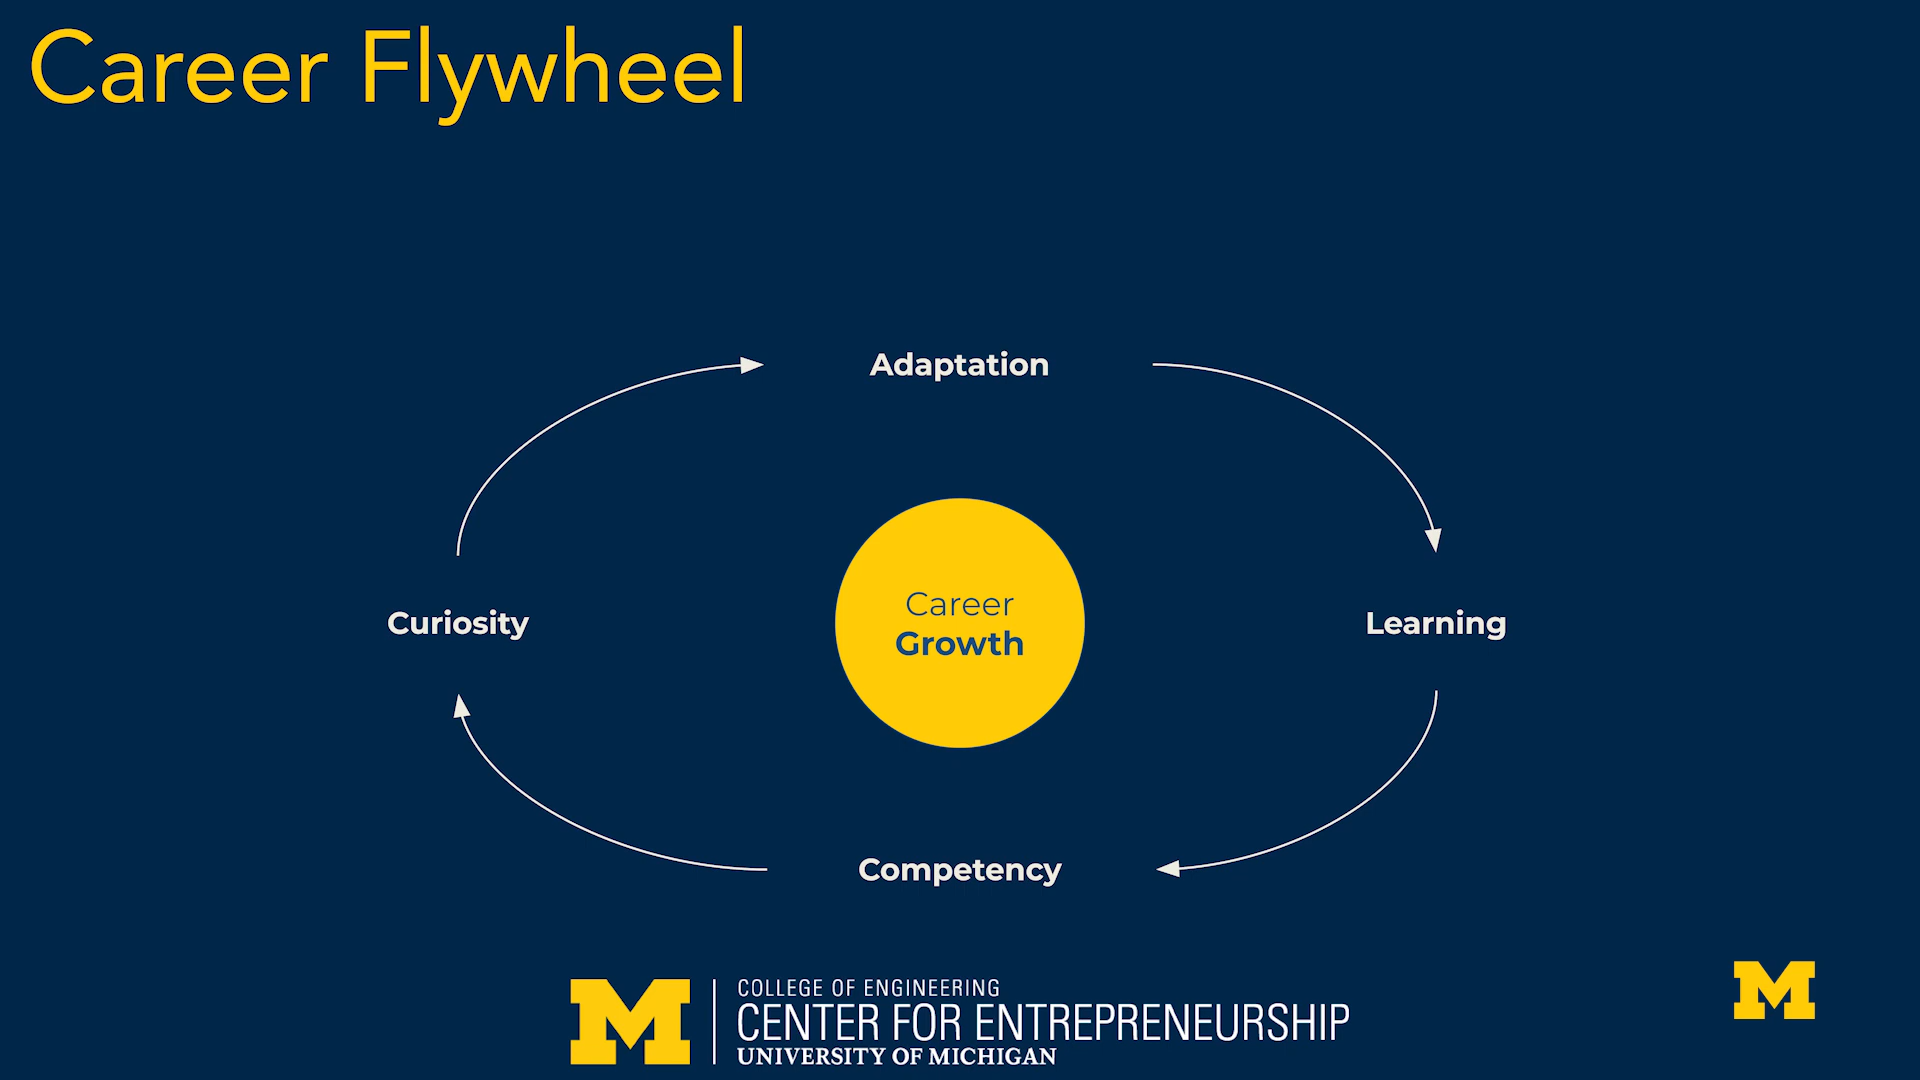 Career Flywheel
Adaptation
Curiosity
Career
Growth
Learning
Competency
M
COLLEGE OF ENGINEERING
CENTER FOR ENTREPRENEURSHIP
UNIVERSITY OF MICHIGAN
M